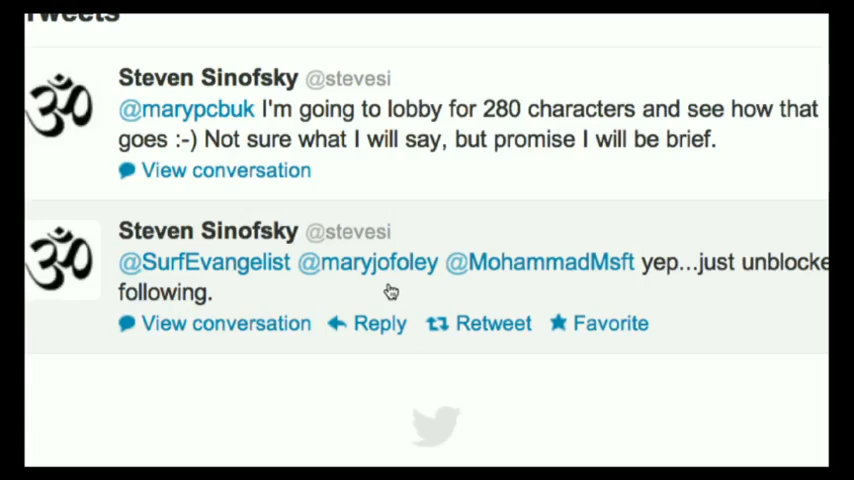 Tweets
Steven Sinofsky @stevesi
@marypcbuk I'm going to lobby for 280 characters and see how that
goes :-) Not sure what I will say, but promise I will be brief.
View conversation
Steven Sinofsky @stevesi
@SurfEvangelist @maryjofoley @MohammadMsft yep...just unblocke
following.
View conversation Reply Retweet Favorite